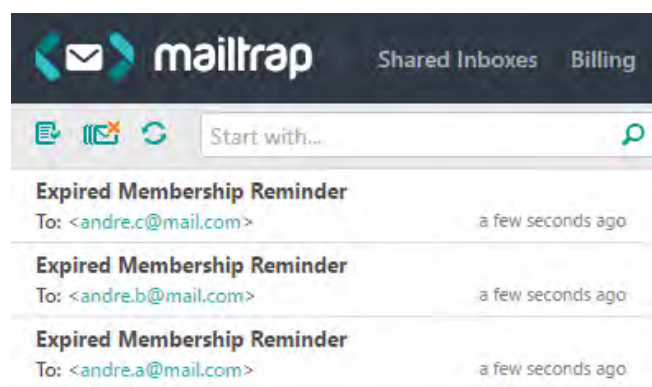 mailtrap Shared Inboxes Billing
Start with...
Expired Membership Reminder
To: <andre.c@mail.com> a few seconds ago
Expired Membership Reminder
To: <andre.b@mail.com> a few seconds ago
Expired Membership Reminder
To: <andre.a@mail.com> a few seconds ago